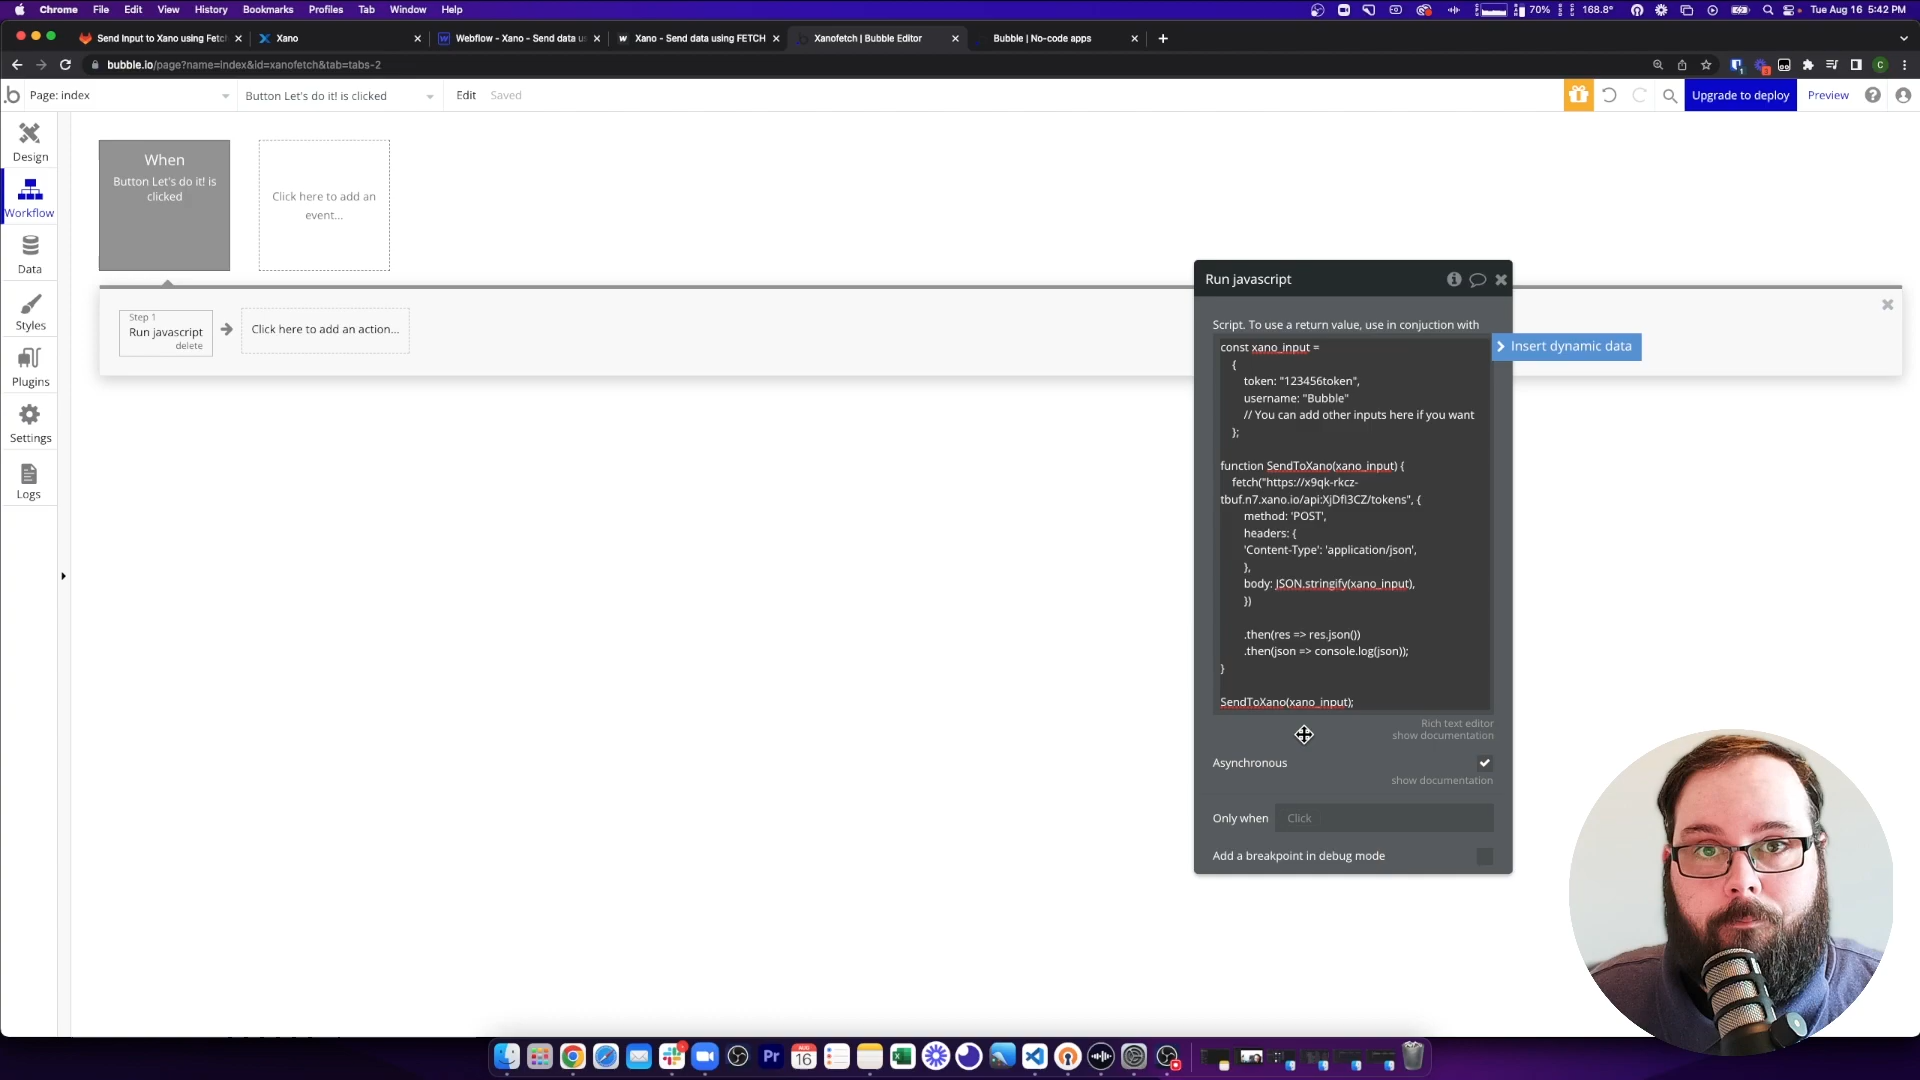 Chrome File Edit View History Bookmarks Profiles Tab Window Help
70% 168.8° Tue Aug 16 5:42 PM
Send Input to Xano using Fetch
Xano
Webflow - Xano - Send data us
Xano - Send data using FETCH
Xanofetch | Bubble Editor
Bubble | No-code apps
bubble.io/page?name=index&id=xanofetch&tab=tabs-2
C
Page: index
Button Let's do it! is clicked
Edit Saved
Upgrade to deploy
Preview
Design
Workflow
Data
Styles
Plugins
Settings
Logs
When
Button Let's do it! is
clicked
Click here to add an
event...
Step 1
Run javascript
delete
Click here to add an action...
Run javascript
Script. To use a return value, use in conjuction with
Insert dynamic data
const xano_input =
{
token: "123456token",
username: "Bubble"
// You can add other inputs here if you want
};
function SendToXano(xano_input) {
fetch("https://x9qk-rkcz-
tbuf.n7.xano.io/api:XjDfI3CZ/tokens", {
method: 'POST',
headers: {
'Content-Type': 'application/json',
},
body: JSON.stringify(xano_input),
})
.then(res => res.json())
.then(json => console.log(json));
}
SendToXano(xano_input);
Rich text editor
show documentation
Asynchronous
show documentation
Only when Click
Add a breakpoint in debug mode
Pr
AUG
16